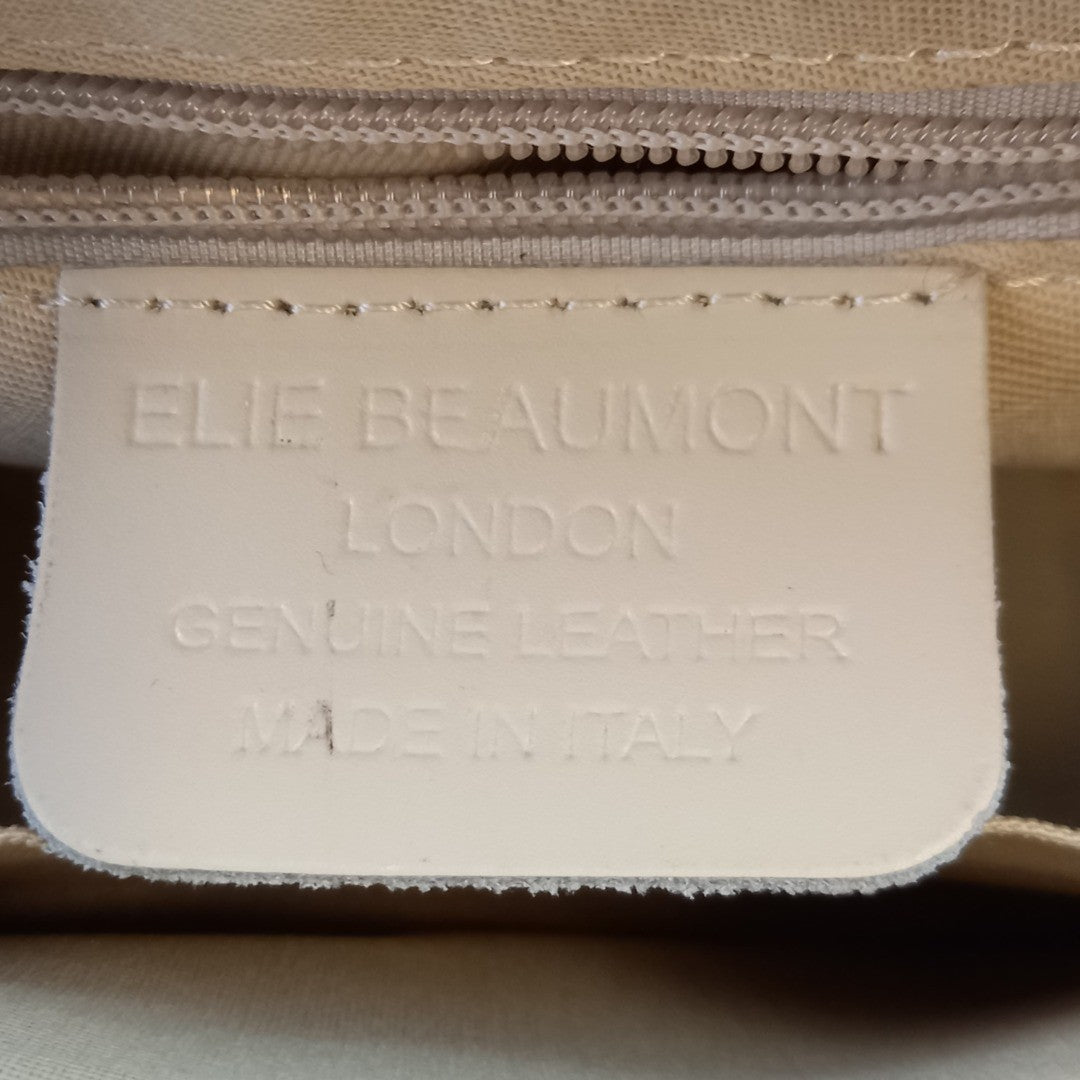 ELIE BEAUMONT
LONDON
GENUINE LEATHER
MADE IN ITALY